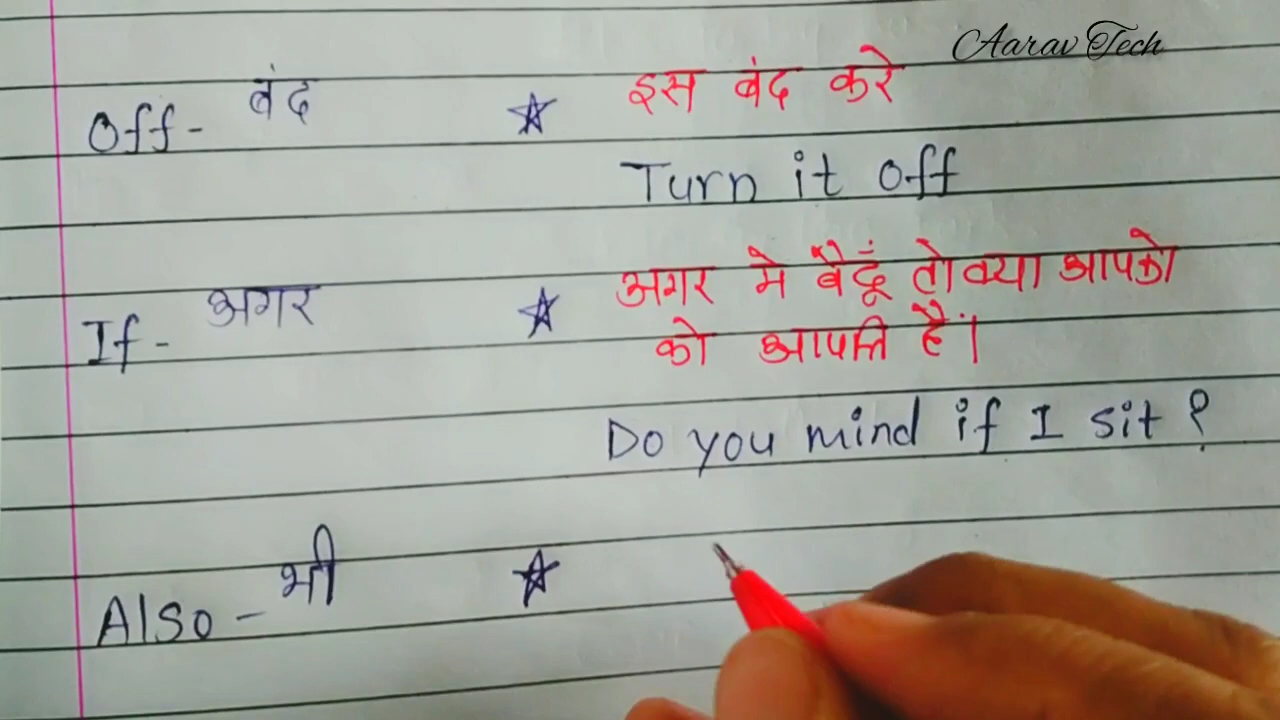 Aarav Tech
Off - बंद
इस बंद करे
Turn it off
If - अगर
अगर मे बैदूँ तो क्या आपको
को आपत्ति हैं।
Do you mind if I sit ?
Also - भी